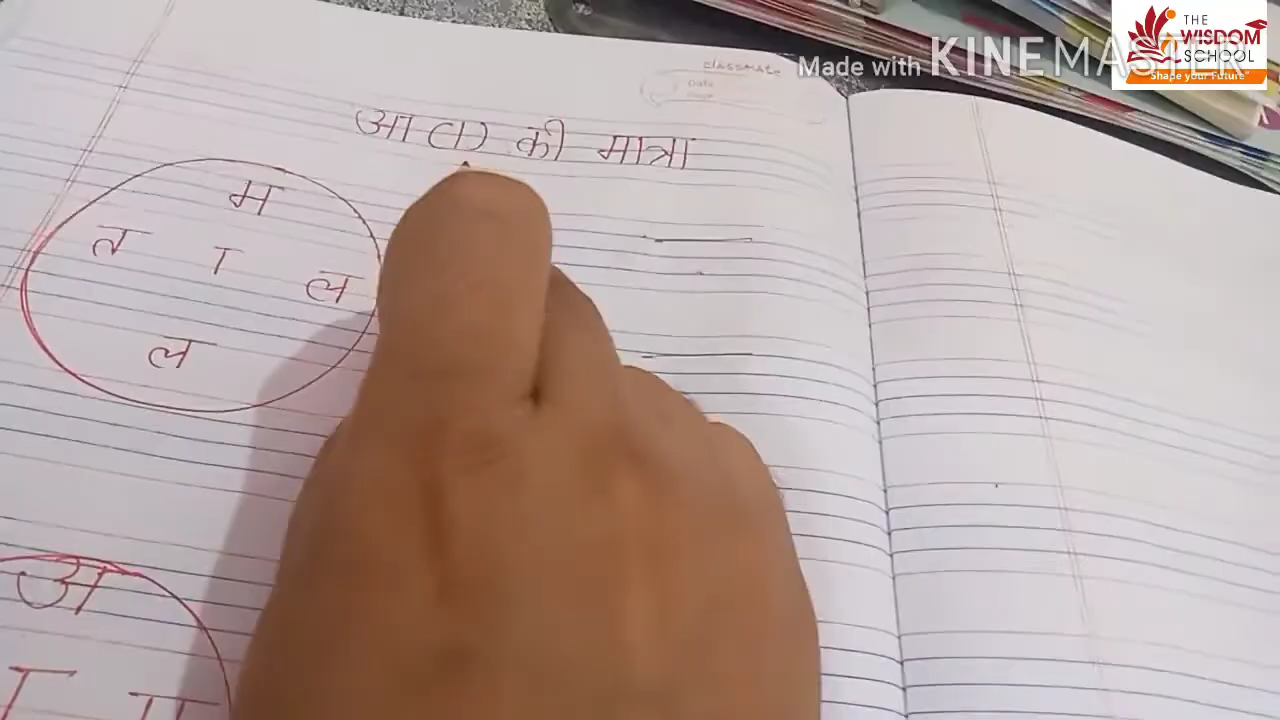 THE
WISDOM
SCHOOL
"Shape your Future"
Made with KINEMASTER
classmate
Date
Page
आ (ा) की मात्रा
म
त ा ल
ल
अ